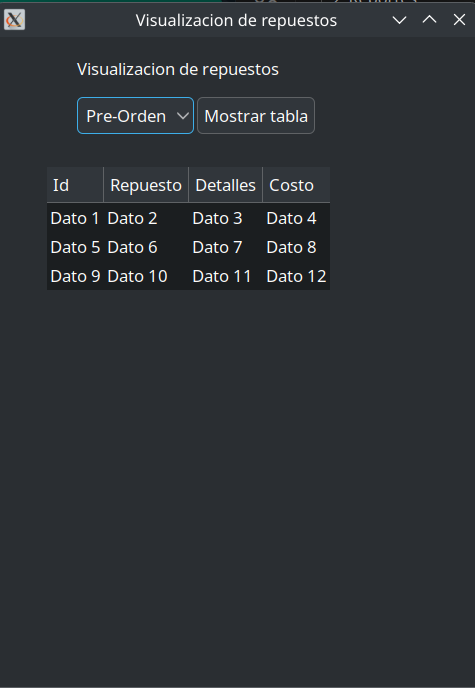 Visualizacion de repuestos
Visualizacion de repuestos
Pre-Orden Mostrar tabla
Id Repuesto Detalles Costo
Dato 1 Dato 2 Dato 3 Dato 4
Dato 5 Dato 6 Dato 7 Dato 8
Dato 9 Dato 10 Dato 11 Dato 12